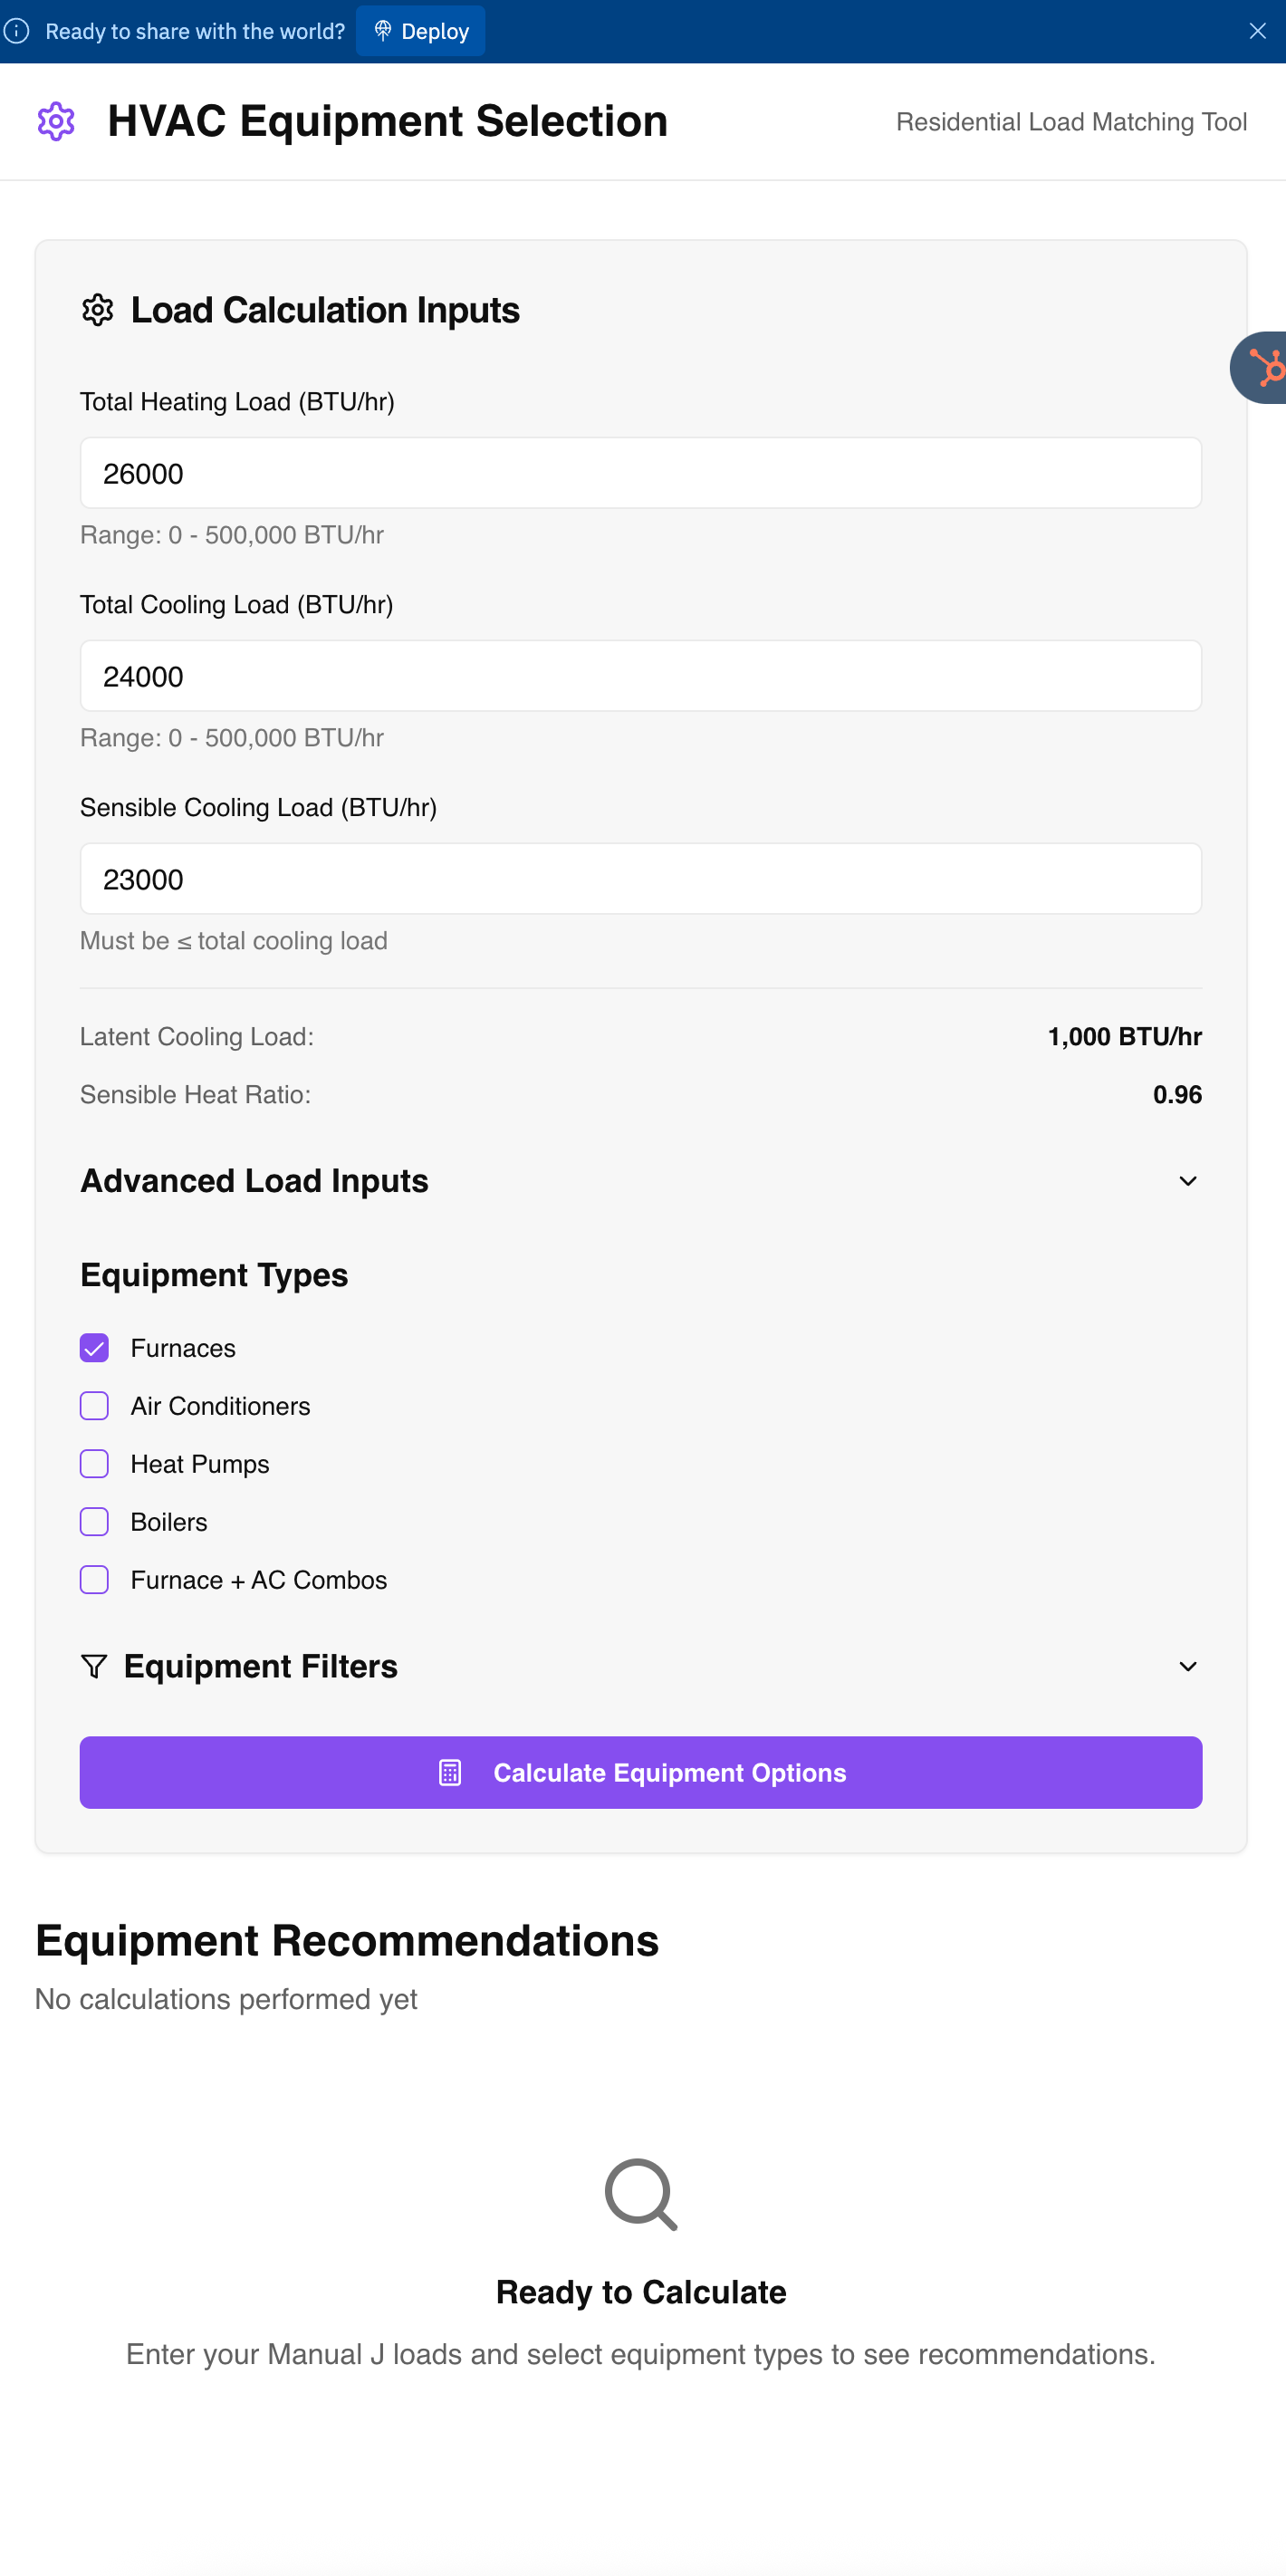 Ready to share with the world? Deploy
HVAC Equipment Selection
Residential Load Matching Tool
Load Calculation Inputs
Total Heating Load (BTU/hr)
26000
Range: 0 - 500,000 BTU/hr
Total Cooling Load (BTU/hr)
24000
Range: 0 - 500,000 BTU/hr
Sensible Cooling Load (BTU/hr)
23000
Must be ≤ total cooling load
Latent Cooling Load: 1,000 BTU/hr
Sensible Heat Ratio: 0.96
Advanced Load Inputs
Equipment Types
Furnaces
Air Conditioners
Heat Pumps
Boilers
Furnace + AC Combos
Equipment Filters
Calculate Equipment Options
Equipment Recommendations
No calculations performed yet
Ready to Calculate
Enter your Manual J loads and select equipment types to see recommendations.